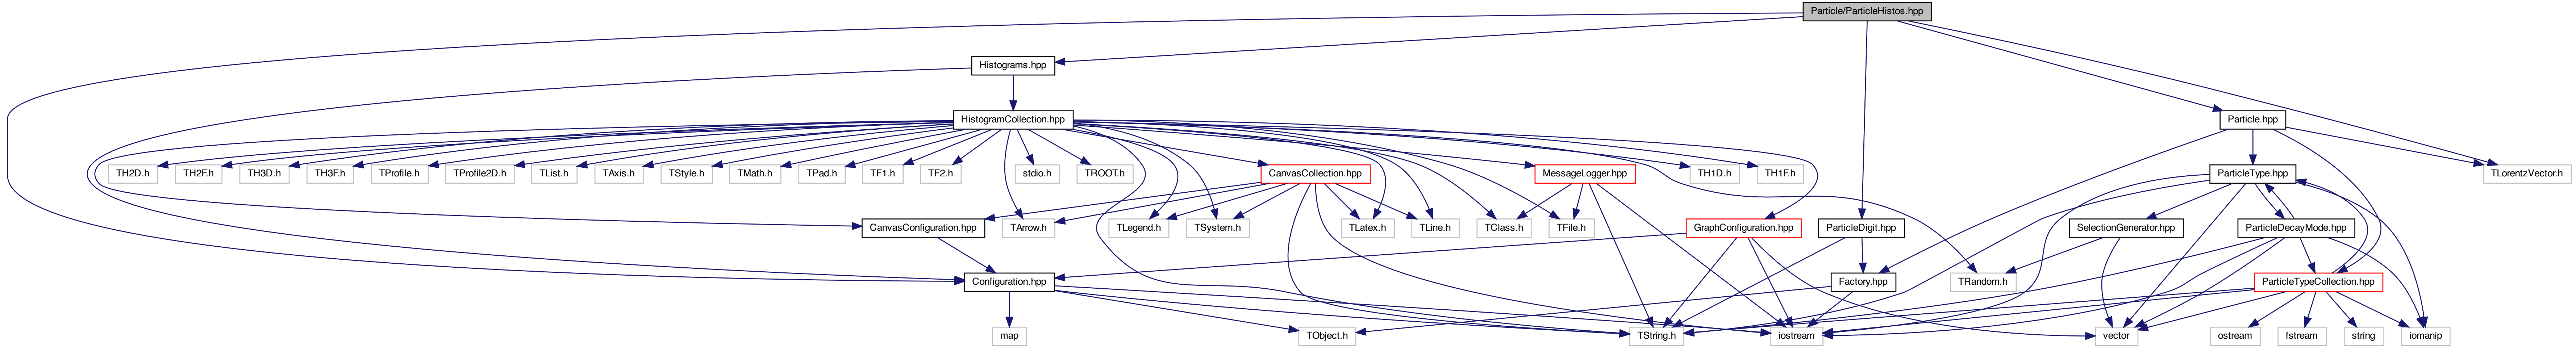 Particle/ParticleHistos.hpp
Histograms.hpp
HistogramCollection.hpp
Particle.hpp
TH2D.h
TH2F.h
TH3D.h
TH3F.h
TProfile.h
TProfile2D.h
TList.h
TAxis.h
TStyle.h
TMath.h
TPad.h
TF1.h
TF2.h
stdio.h
TROOT.h
CanvasCollection.hpp
MessageLogger.hpp
TH1D.h
TH1F.h
ParticleType.hpp
TLorentzVector.h
CanvasConfiguration.hpp
TArrow.h
TLegend.h
TSystem.h
TLatex.h
TLine.h
TClass.h
TFile.h
GraphConfiguration.hpp
ParticleDigit.hpp
SelectionGenerator.hpp
ParticleDecayMode.hpp
Configuration.hpp
Factory.hpp
TRandom.h
ParticleTypeCollection.hpp
map
TObject.h
TString.h
iostream
vector
ostream
fstream
string
iomanip